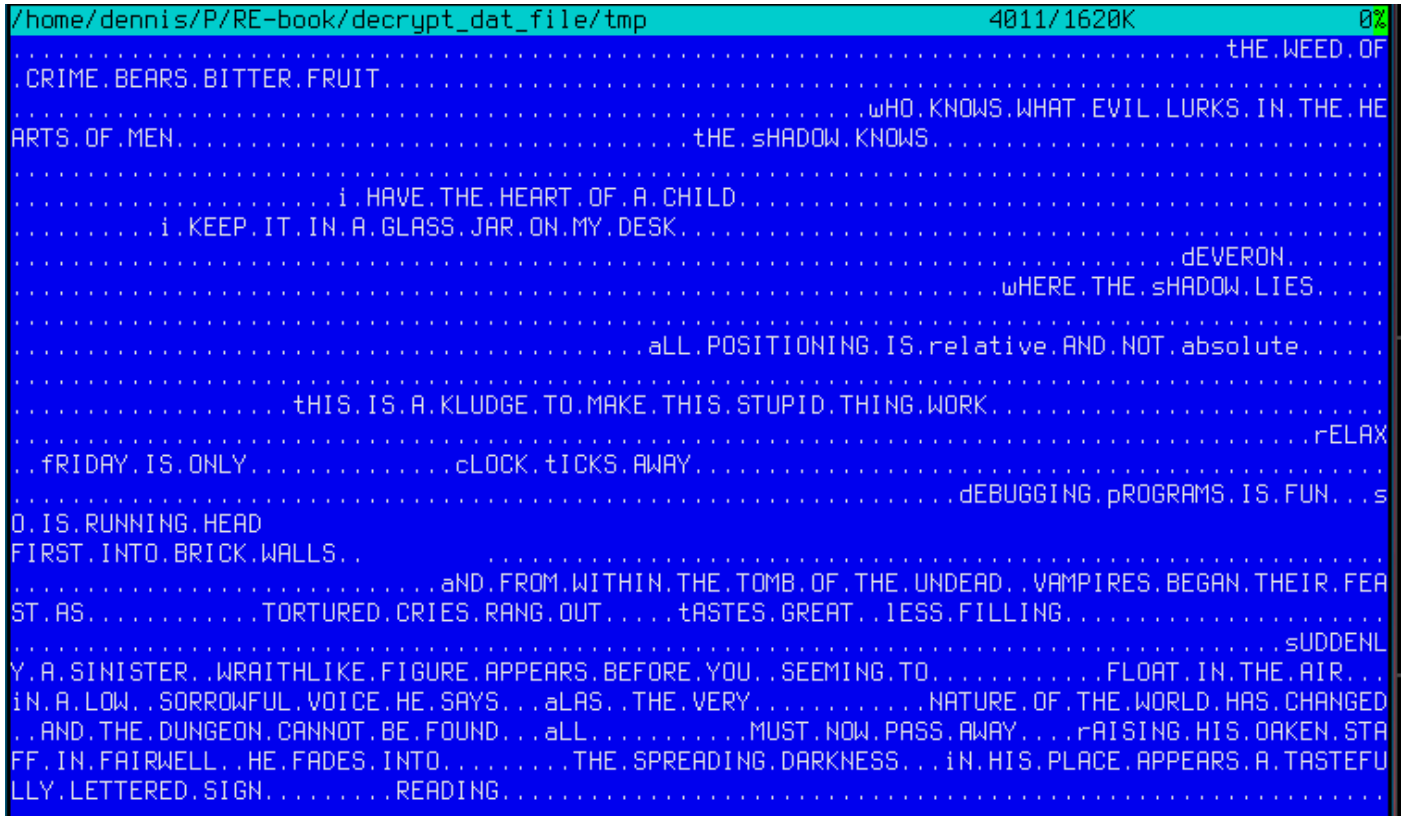 /home/dennis/P/RE-book/decrypt_dat_file/tmp 4011/1620K 0%
..................................................................................tHE.WEED.OF
.CRIME.BEARS.BITTER.FRUIT....................................................................
..........................................................wHO.KNOWS.WHAT.EVIL.LURKS.IN.THE.HE
ARTS.OF.MEN...................................tHE.sHADOW.KNOWS...............................
.............................................................................................
......................i.HAVE.THE.HEART.OF.A.CHILD............................................
..........i.KEEP.IT.IN.A.GLASS.JAR.ON.MY.DESK................................................
...............................................................................dEVERON.......
...................................................................wHERE.THE.sHADOW.LIES.....
.............................................................................................
...........................................aLL.POSITIONING.IS.relative.AND.NOT.absolute......
.............................................................................................
...................tHIS.IS.A.KLUDGE.TO.MAKE.THIS.STUPID.THING.WORK...........................
........................................................................................rELAX
..fRIDAY.IS.ONLY..............cLOCK.tICKS.AWAY...............................................
................................................................dEBUGGING.pROGRAMS.IS.FUN...s
O.IS.RUNNING.HEAD
FIRST.INTO.BRICK.WALLS..        .............................................................
.............................aND.FROM.WITHIN.THE.TOMB.OF.THE.UNDEAD..VAMPIRES.BEGAN.THEIR.FEA
ST.AS............TORTURED.CRIES.RANG.OUT.....tASTES.GREAT..lESS.FILLING......................
......................................................................................sUDDENL
Y.A.SINISTER..WRAITHLIKE.FIGURE.APPEARS.BEFORE.YOU..SEEMING.TO............FLOAT.IN.THE.AIR...
iN.A.LOW..SORROWFUL.VOICE.HE.SAYS...aLAS..THE.VERY............NATURE.OF.THE.WORLD.HAS.CHANGED
..AND.THE.DUNGEON.CANNOT.BE.FOUND...aLL...........MUST.NOW.PASS.AWAY....rAISING.HIS.OAKEN.STA
FF.IN.FAIRWELL..HE.FADES.INTO.........THE.SPREADING.DARKNESS...iN.HIS.PLACE.APPEARS.A.TASTEFU
LLY.LETTERED.SIGN.........READING............................................................